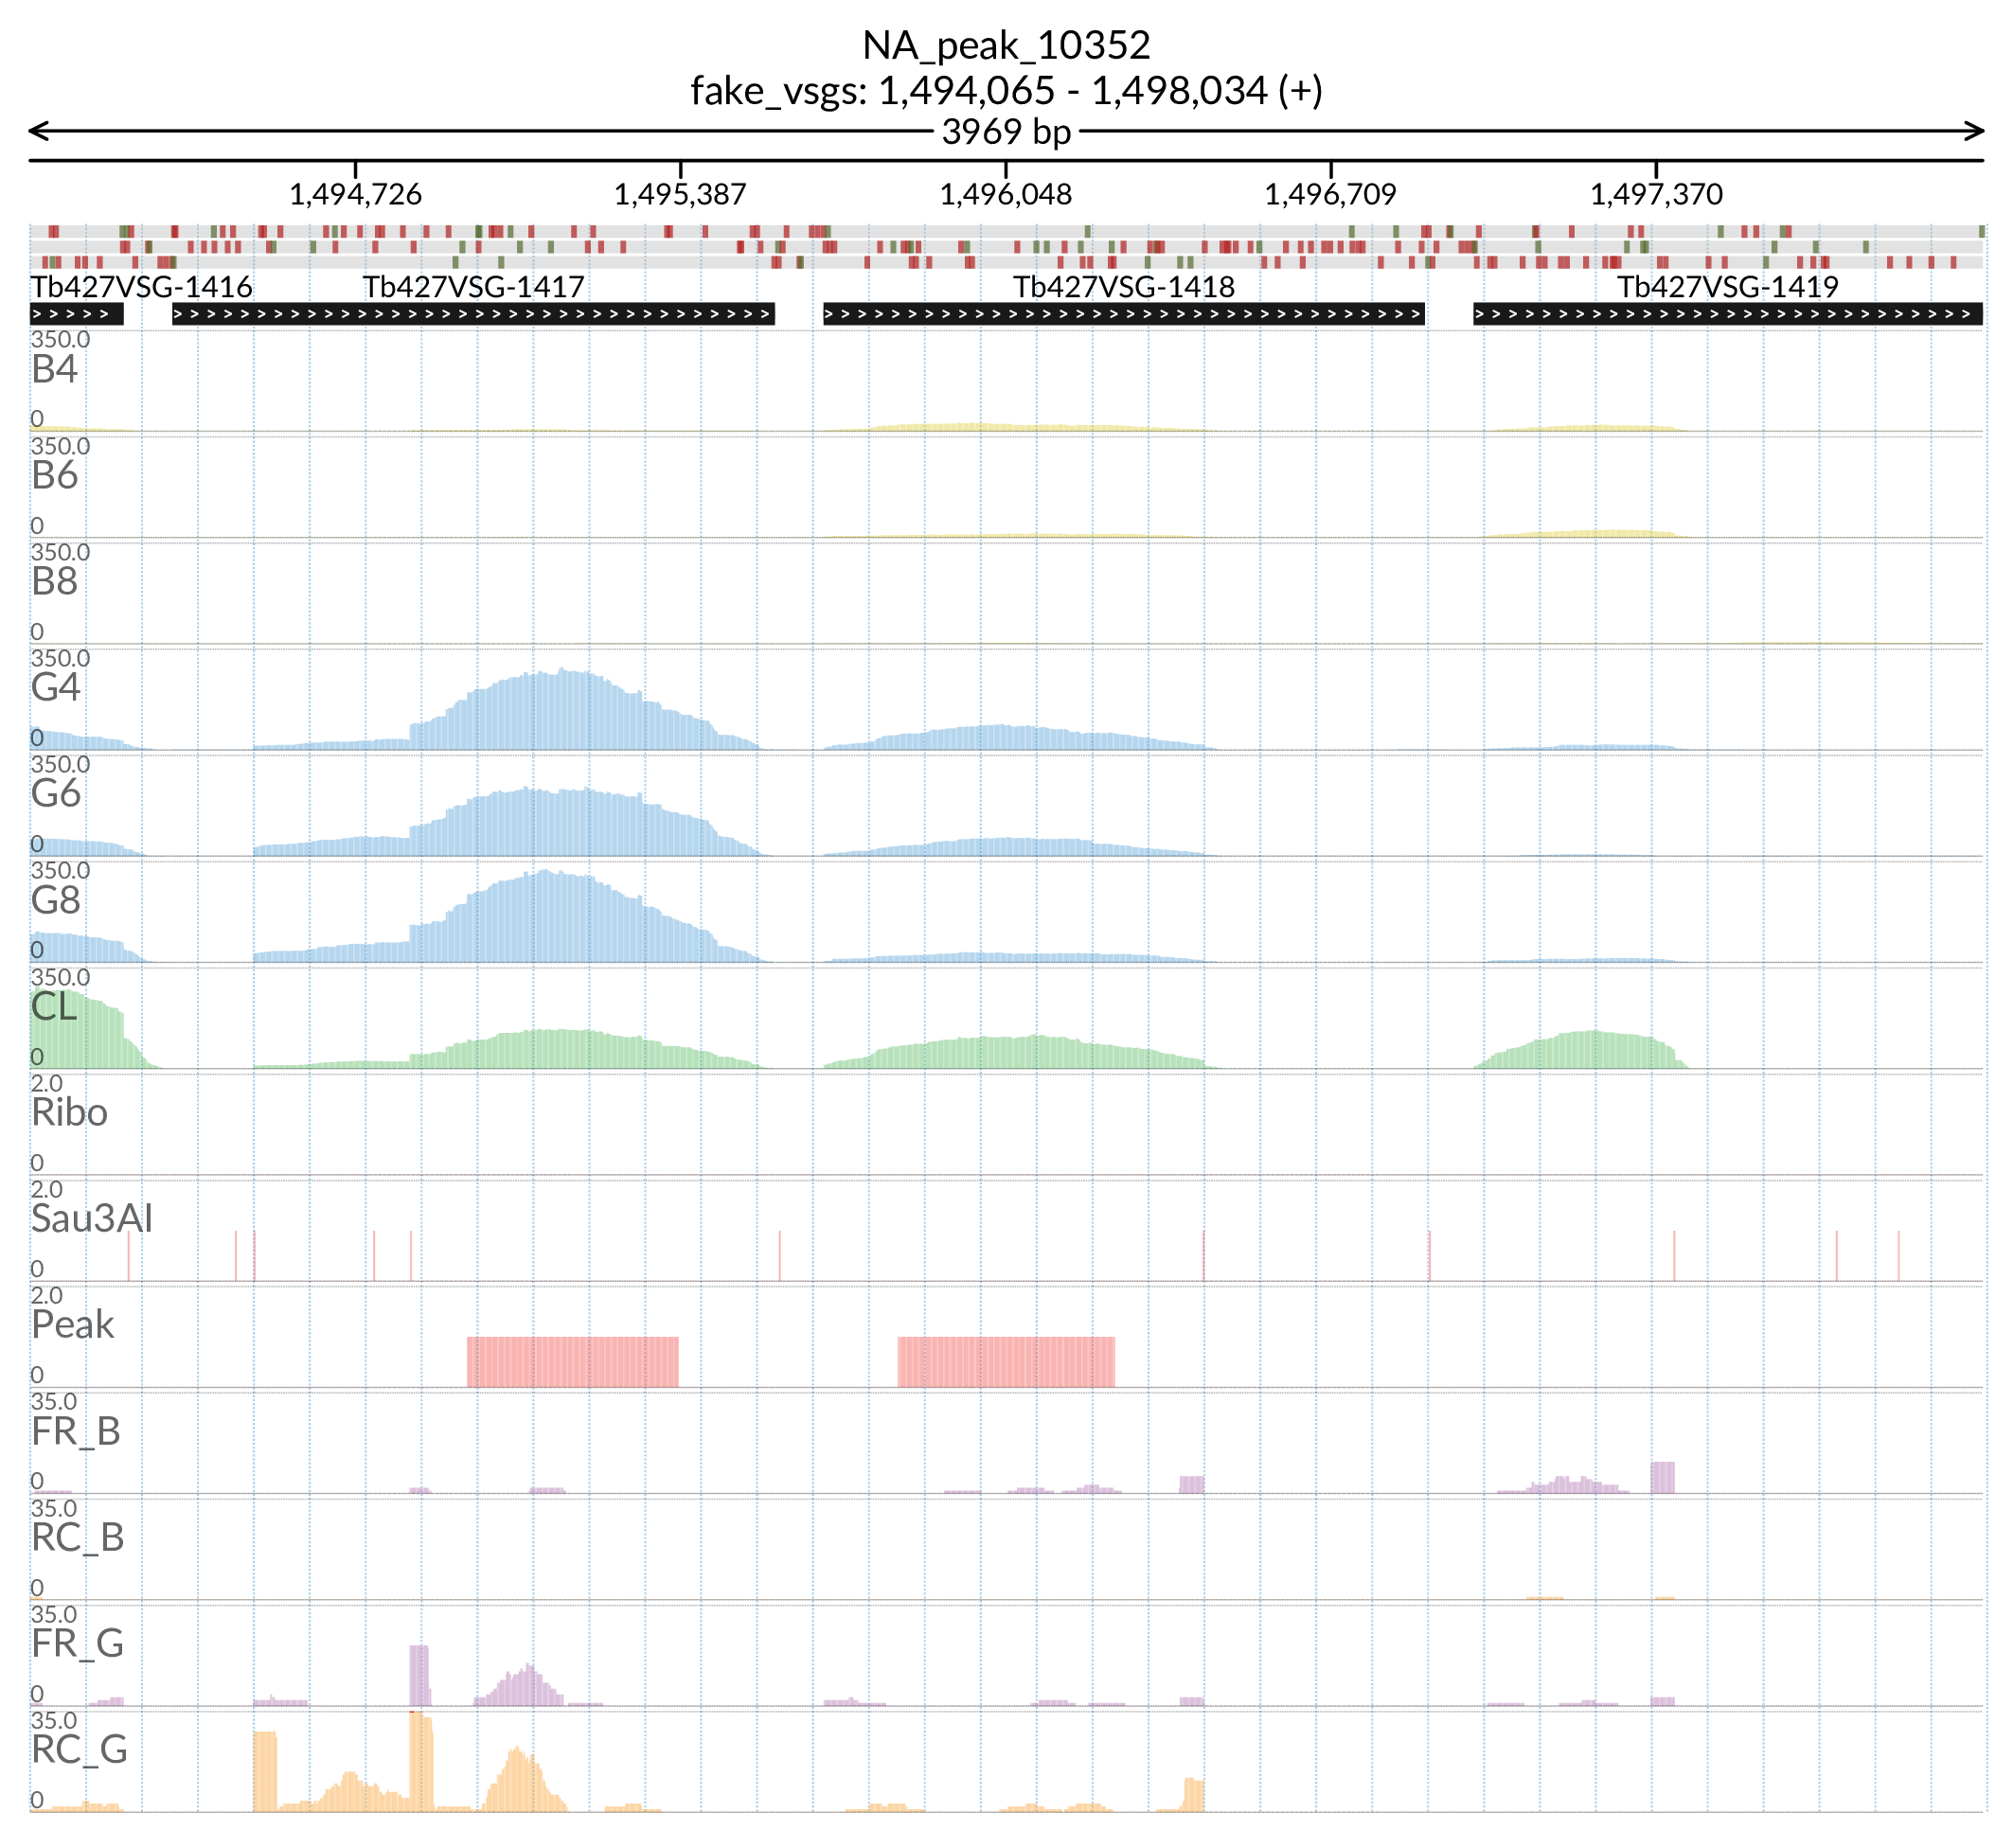 NA_peak_10352
fake_vsgs: 1,494,065 - 1,498,034 (+)
3969 bp
1,494,726 1,495,387 1,496,048 1,496,709 1,497,370
Tb427VSG-1416 Tb427VSG-1417 Tb427VSG-1418 Tb427VSG-1419
350.0
B4
0
350.0
B6
0
350.0
B8
0
350.0
G4
0
350.0
G6
0
350.0
G8
0
350.0
CL
0
2.0
Ribo
0
2.0
Sau3AI
0
2.0
Peak
0
35.0
FR_B
0
35.0
RC_B
0
35.0
FR_G
0
35.0
RC_G
0